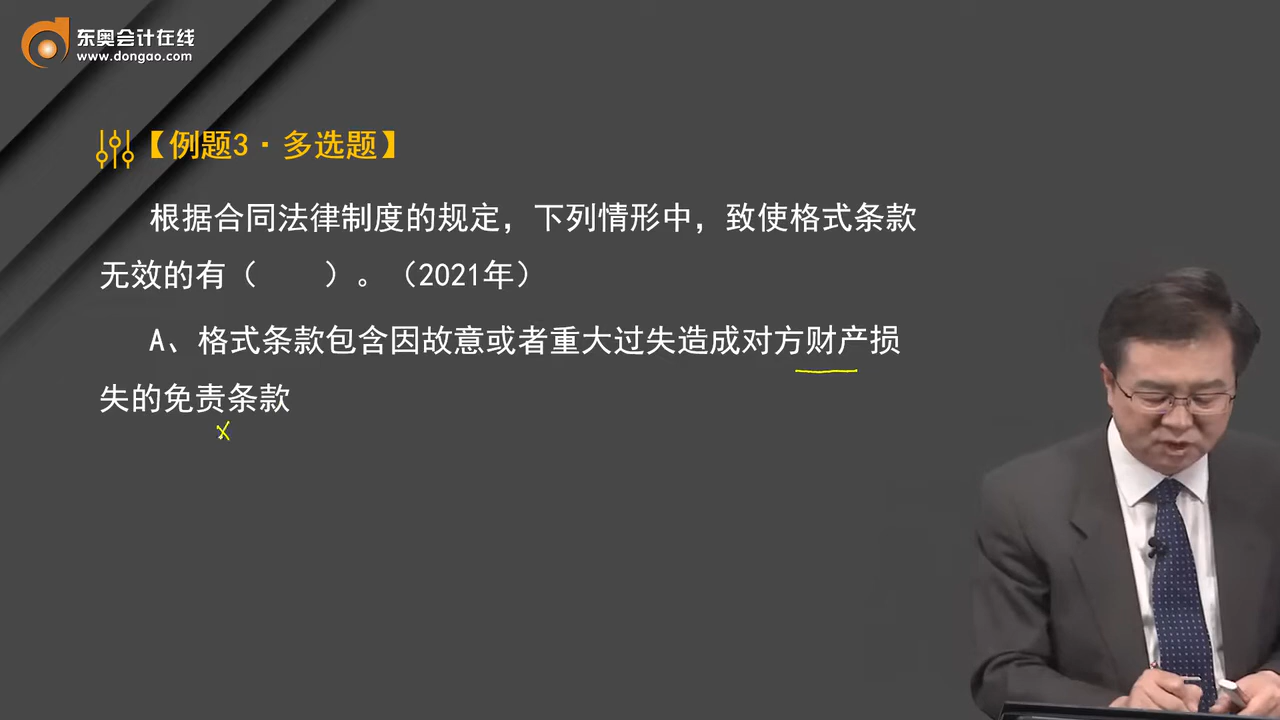 东奥会计在线
www.dongao.com
【例题3·多选题】
根据合同法律制度的规定，下列情形中，致使格式条款
无效的有（　　）。（2021年）
A、格式条款包含因故意或者重大过失造成对方财产损
失的免责条款